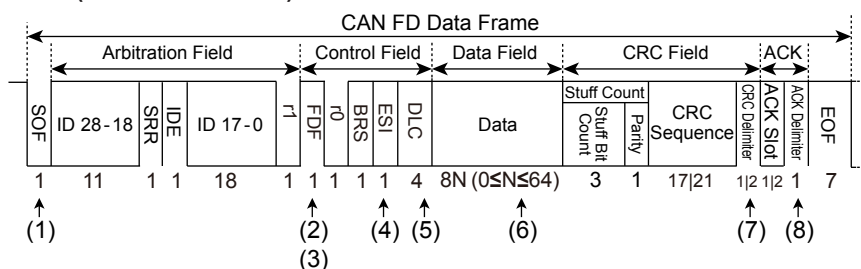 CAN FD Data Frame
Arbitration Field Control Field Data Field CRC Field ACK
SOF ID 28-18 SRR IDE ID 17-0 r1 FDF r0 BRS ESI DLC Data Stuff Count Stuff Bit Count Parity CRC Sequence CRC Delimiter ACK Slot ACK Delimiter EOF
1 11 1 1 18 1 1 1 1 1 4 8N (0≤N≤64) 3 1 17|21 1|2 1|2 1 7
(1) (2) (4) (5) (6) (7) (8)
(3)